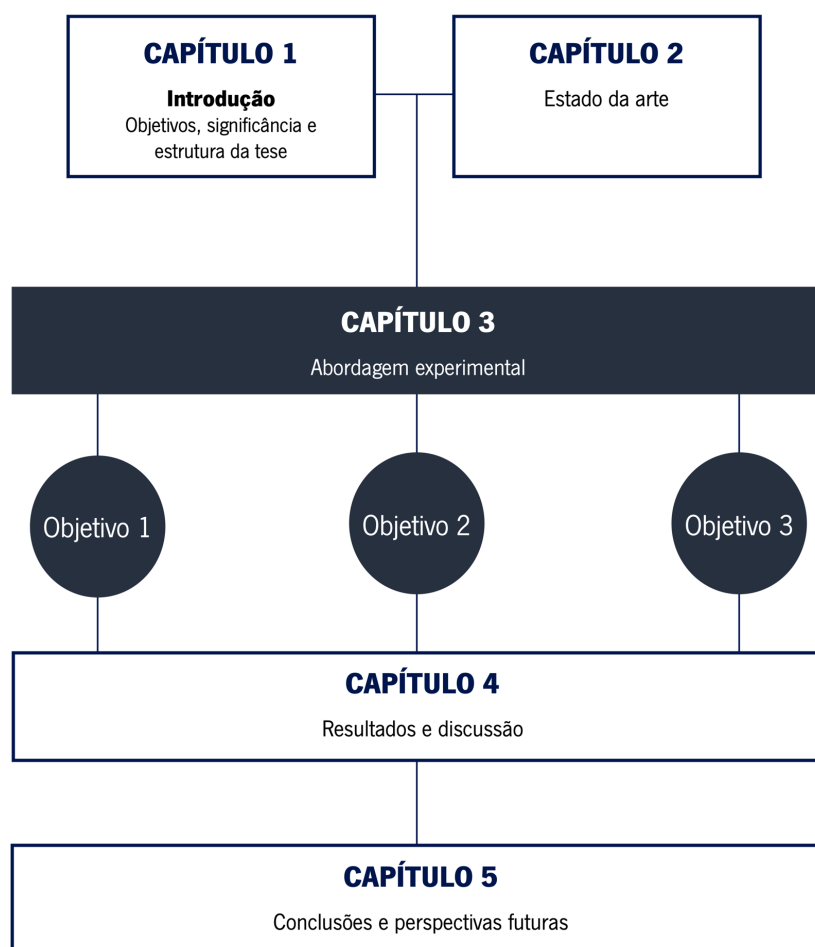 CAPÍTULO 1
Introdução
Objetivos, significância e
estrutura da tese
CAPÍTULO 2
Estado da arte
CAPÍTULO 3
Abordagem experimental
Objetivo 1
Objetivo 2
Objetivo 3
CAPÍTULO 4
Resultados e discussão
CAPÍTULO 5
Conclusões e perspectivas futuras